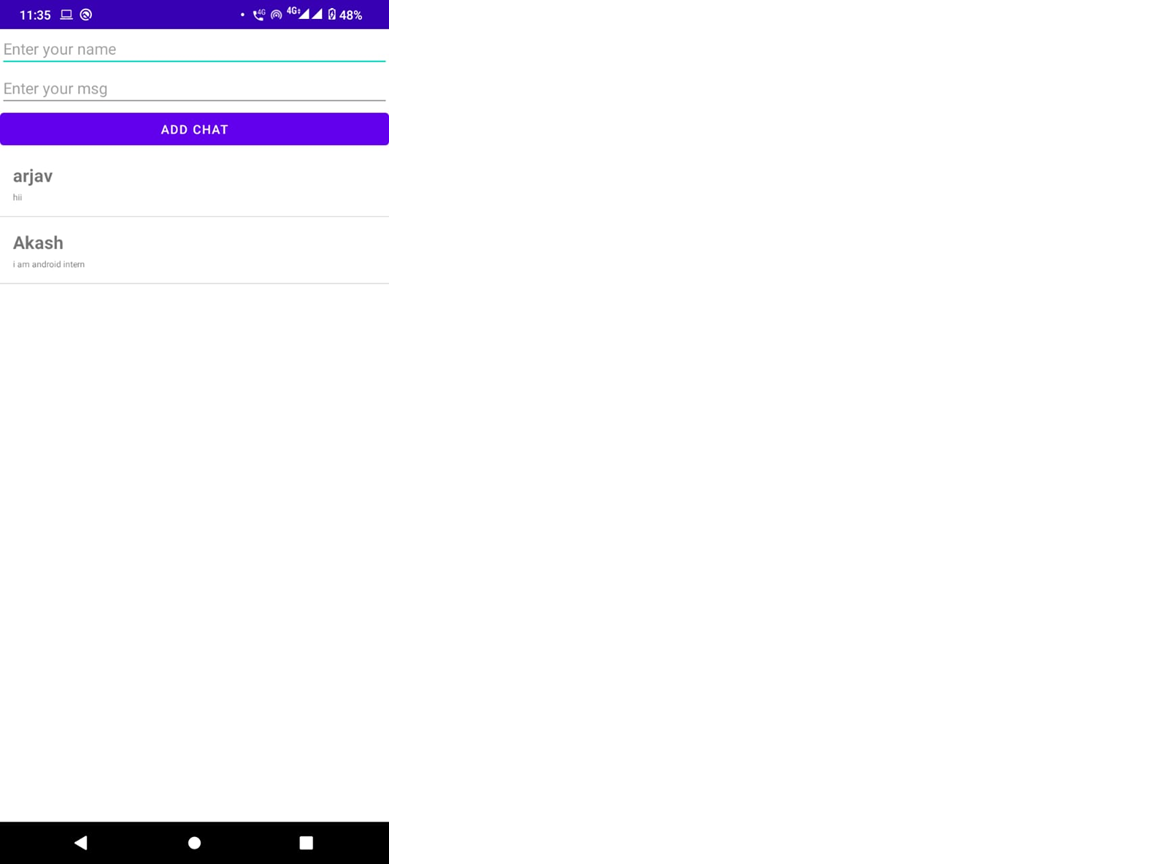 11:35 4G 4G 48%
Enter your name
Enter your msg
ADD CHAT
arjav
hii
Akash
i am android intern